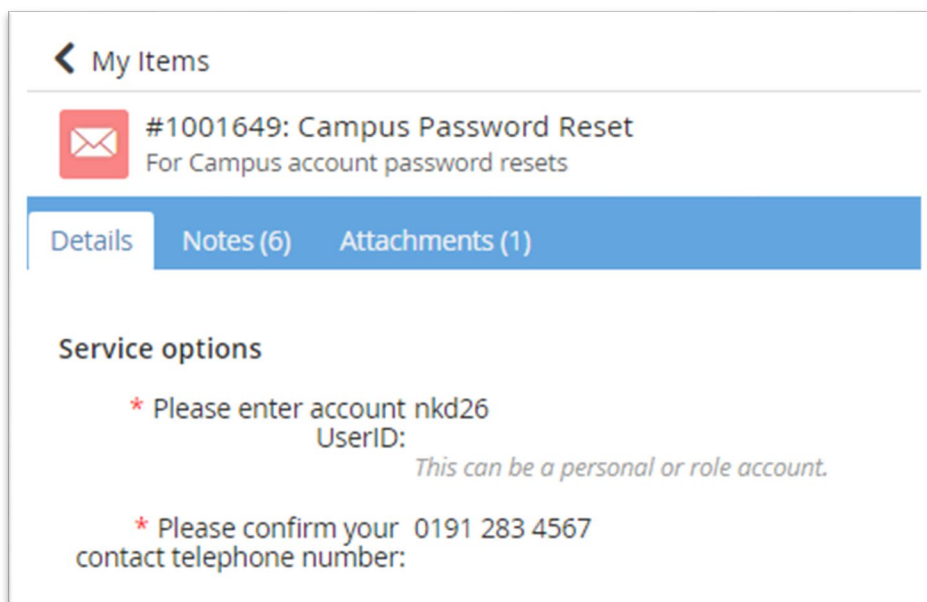 My Items
#1001649: Campus Password Reset
For Campus account password resets
Details Notes (6) Attachments (1)
Service options
* Please enter account UserID: nkd26
This can be a personal or role account.
* Please confirm your contact telephone number: 0191 283 4567